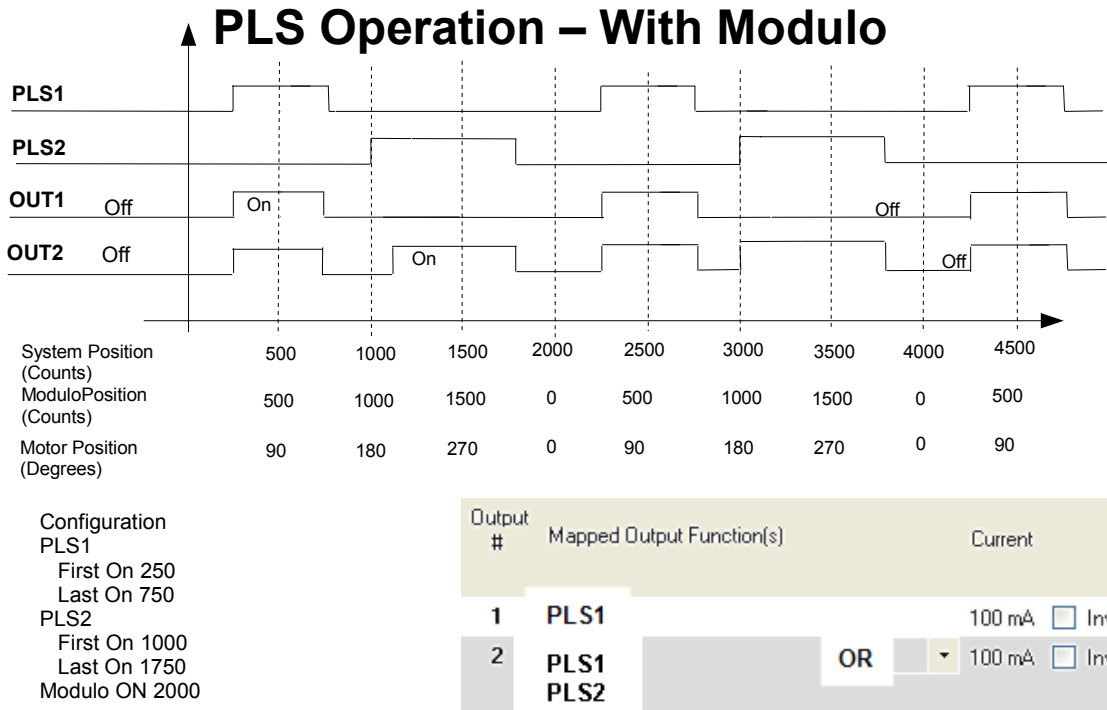 PLS Operation – With Modulo
PLS1
PLS2
OUT1 Off On Off
OUT2 Off On Off
System Position 500 1000 1500 2000 2500 3000 3500 4000 4500
(Counts)
ModuloPosition 500 1000 1500 0 500 1000 1500 0 500
(Counts)
Motor Position 90 180 270 0 90 180 270 0 90
(Degrees)
Configuration
PLS1
First On 250
Last On 750
PLS2
First On 1000
Last On 1750
Modulo ON 2000
Output
# Mapped Output Function(s) Current
1 PLS1 100 mA Inv
2 PLS1 OR 100 mA Inv
PLS2